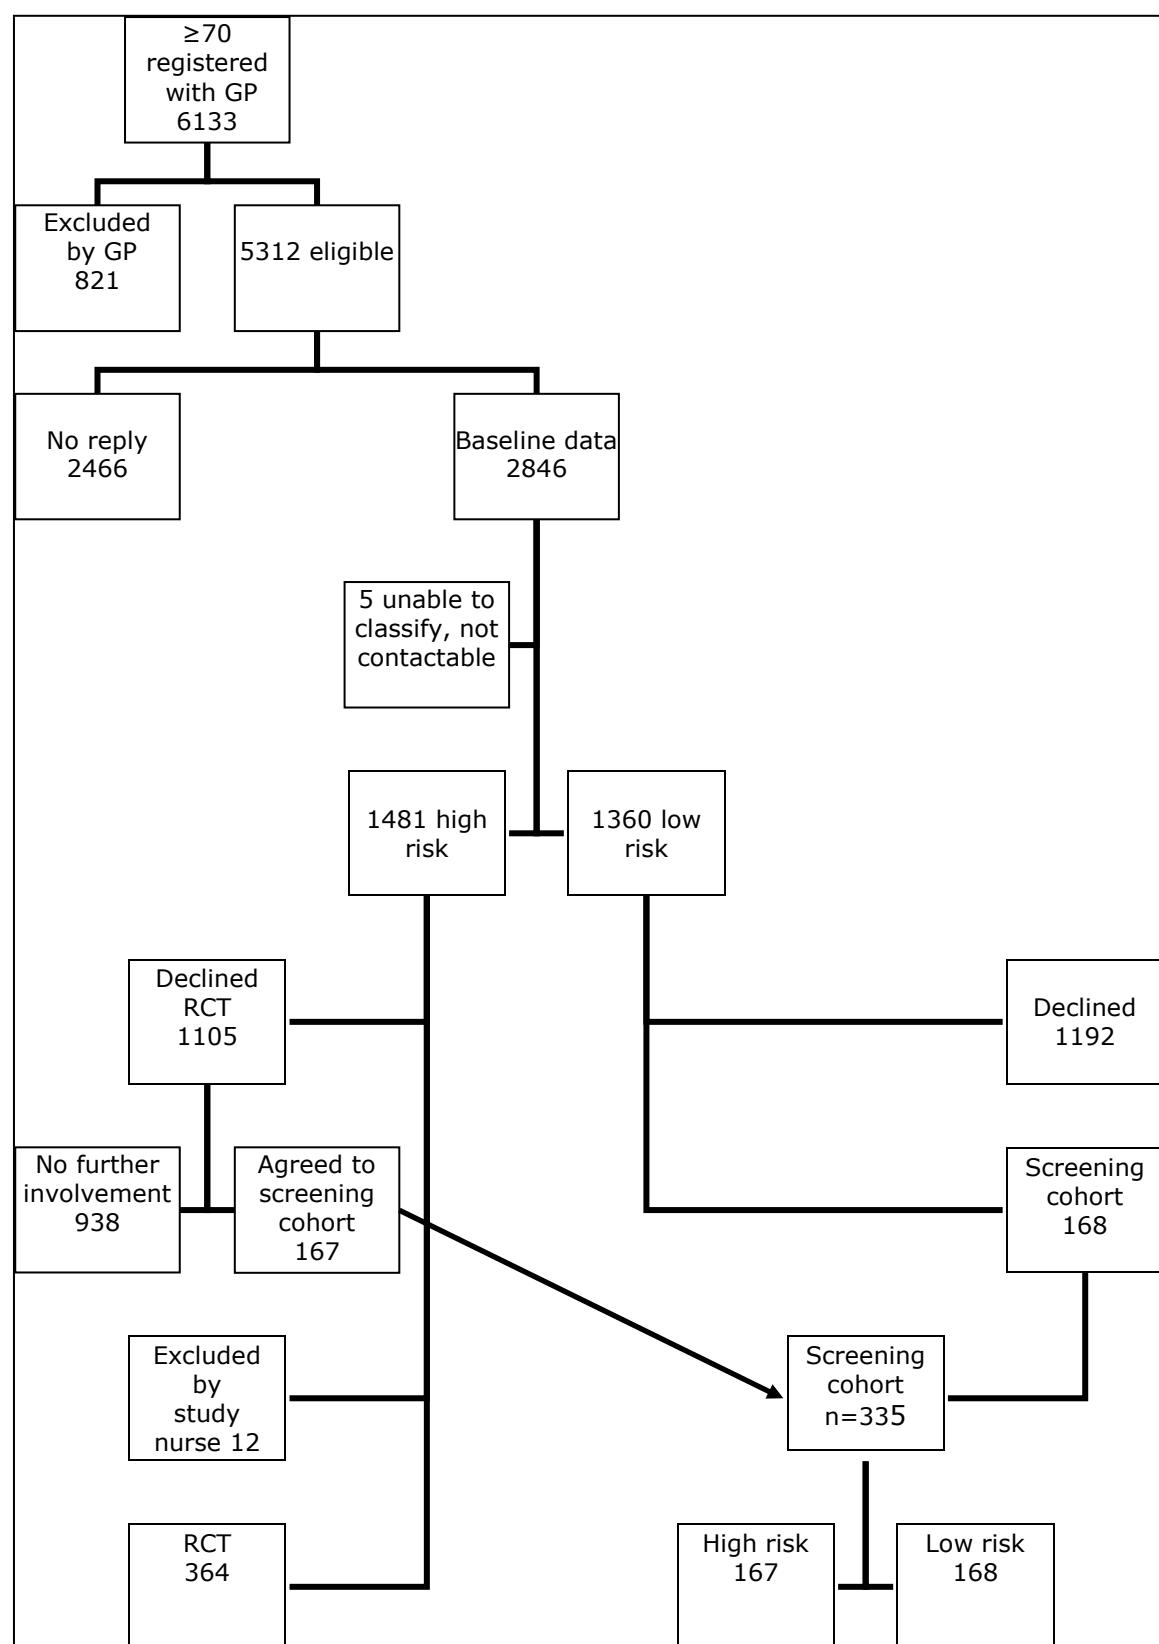 ≥70
registered
with GP
6133
Excluded
by GP
821
5312 eligible
No reply
2466
Baseline data
2846
5 unable to
classify, not
contactable
1481 high
risk
1360 low
risk
Declined
RCT
1105
Declined
1192
No further
involvement
938
Agreed to
screening
cohort
167
Screening
cohort
168
Excluded
by
study
nurse 12
Screening
cohort
n=335
RCT
364
High risk
167
Low risk
168